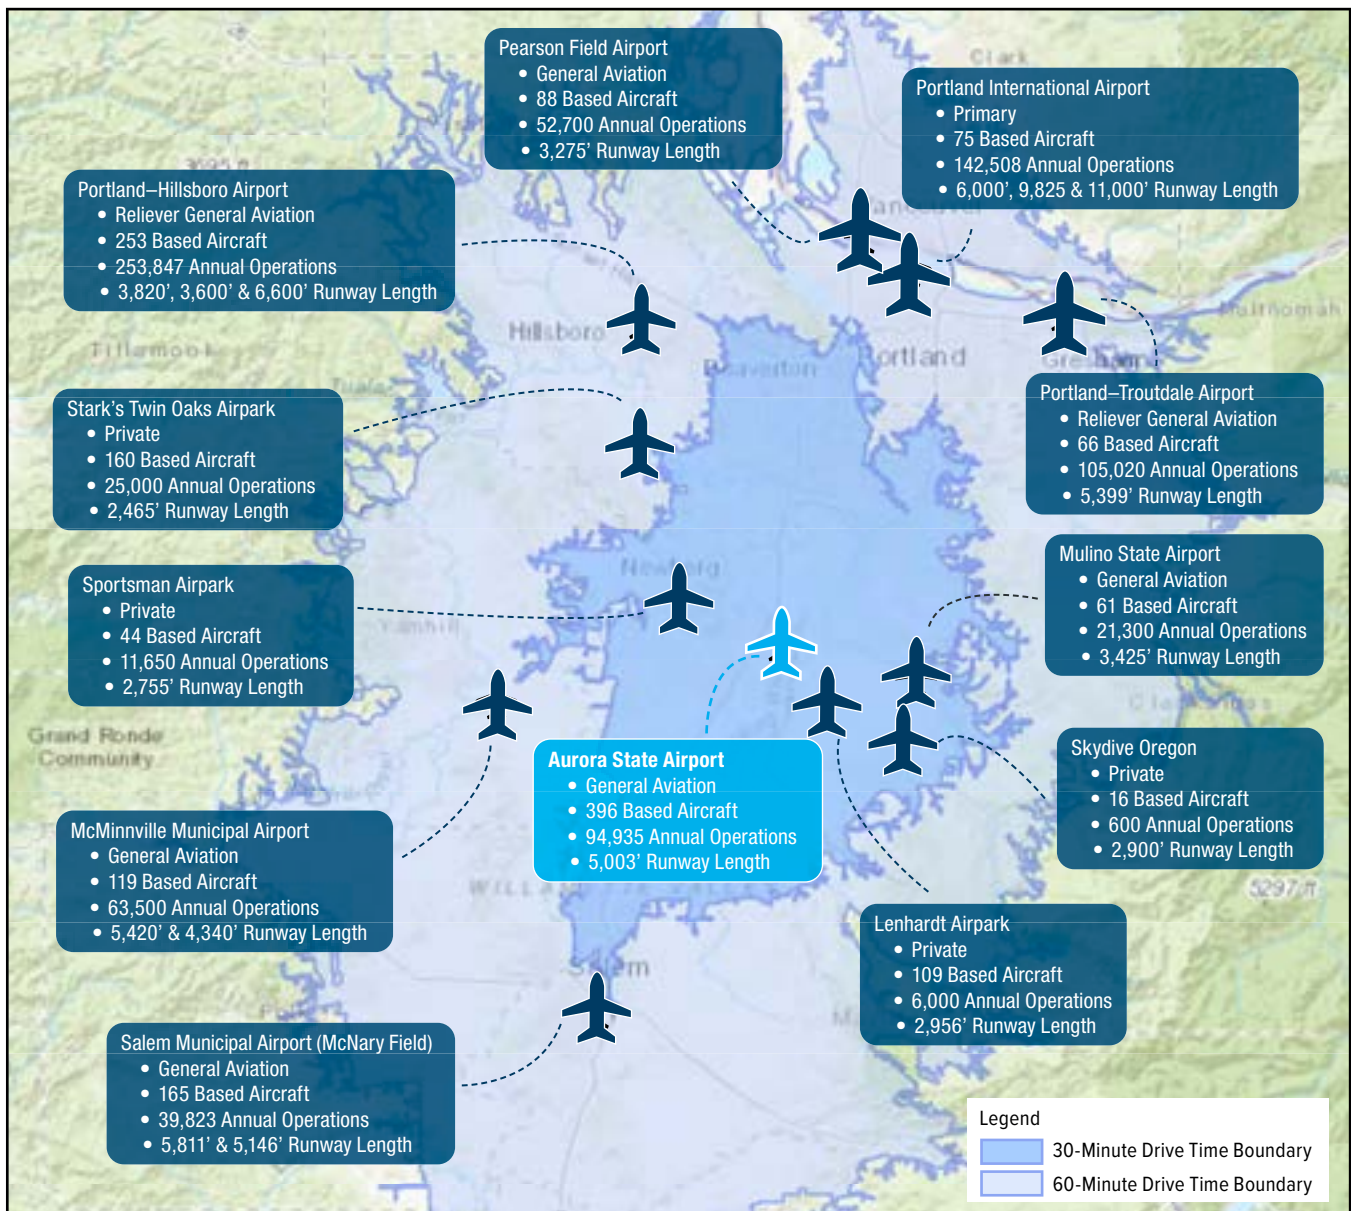 Pearson Field Airport
• General Aviation
• 88 Based Aircraft
• 52,700 Annual Operations
• 3,275’ Runway Length
Clark
Portland International Airport
• Primary
• 75 Based Aircraft
• 142,508 Annual Operations
• 6,000’, 9,825 & 11,000’ Runway Length
Portland–Hillsboro Airport
• Reliever General Aviation
• 253 Based Aircraft
• 253,847 Annual Operations
• 3,820’, 3,600’ & 6,600’ Runway Length
Hillsboro
Tillamook
Beaverton
Portland
Multnomah
Gresham
Portland–Troutdale Airport
• Reliever General Aviation
• 66 Based Aircraft
• 105,020 Annual Operations
• 5,399’ Runway Length
Stark’s Twin Oaks Airpark
• Private
• 160 Based Aircraft
• 25,000 Annual Operations
• 2,465’ Runway Length
Newberg
Mulino State Airport
• General Aviation
• 61 Based Aircraft
• 21,300 Annual Operations
• 3,425’ Runway Length
Sportsman Airpark
• Private
• 44 Based Aircraft
• 11,650 Annual Operations
• 2,755’ Runway Length
Yamhill
Clackamas
Grand Ronde
Community
Aurora State Airport
• General Aviation
• 396 Based Aircraft
• 94,935 Annual Operations
• 5,003’ Runway Length
Skydive Oregon
• Private
• 16 Based Aircraft
• 600 Annual Operations
• 2,900’ Runway Length
McMinnville Municipal Airport
• General Aviation
• 119 Based Aircraft
• 63,500 Annual Operations
• 5,420’ & 4,340’ Runway Length
5297 ft
Lenhardt Airpark
• Private
• 109 Based Aircraft
• 6,000 Annual Operations
• 2,956’ Runway Length
Salem
Salem Municipal Airport (McNary Field)
• General Aviation
• 165 Based Aircraft
• 39,823 Annual Operations
• 5,811’ & 5,146’ Runway Length
Legend
30-Minute Drive Time Boundary
60-Minute Drive Time Boundary